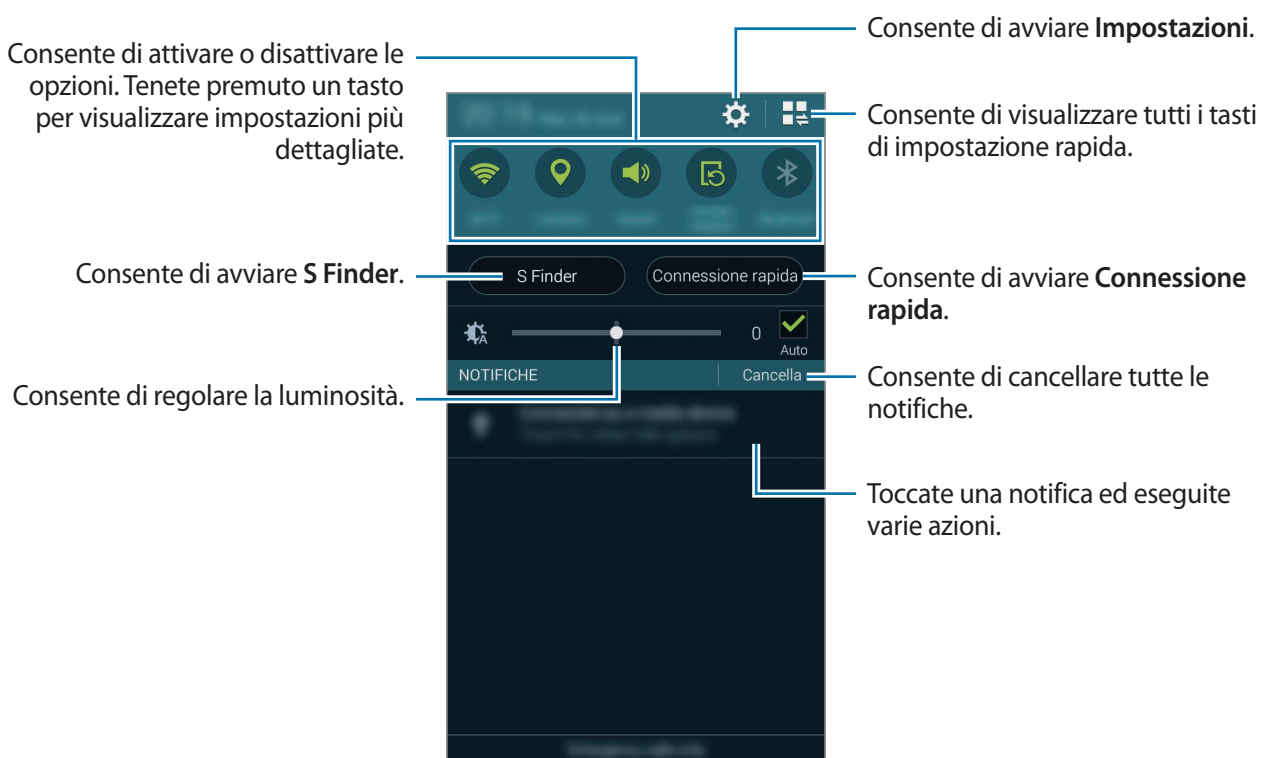 Consente di avviare Impostazioni.
Consente di attivare o disattivare le
opzioni. Tenete premuto un tasto
per visualizzare impostazioni più
dettagliate.
Consente di visualizzare tutti i tasti
di impostazione rapida.
Consente di avviare S Finder.
S Finder
Connessione rapida
Consente di avviare Connessione
rapida.
0
Auto
NOTIFICHE
Cancella
Consente di regolare la luminosità.
Consente di cancellare tutte le
notifiche.
Toccate una notifica ed eseguite
varie azioni.